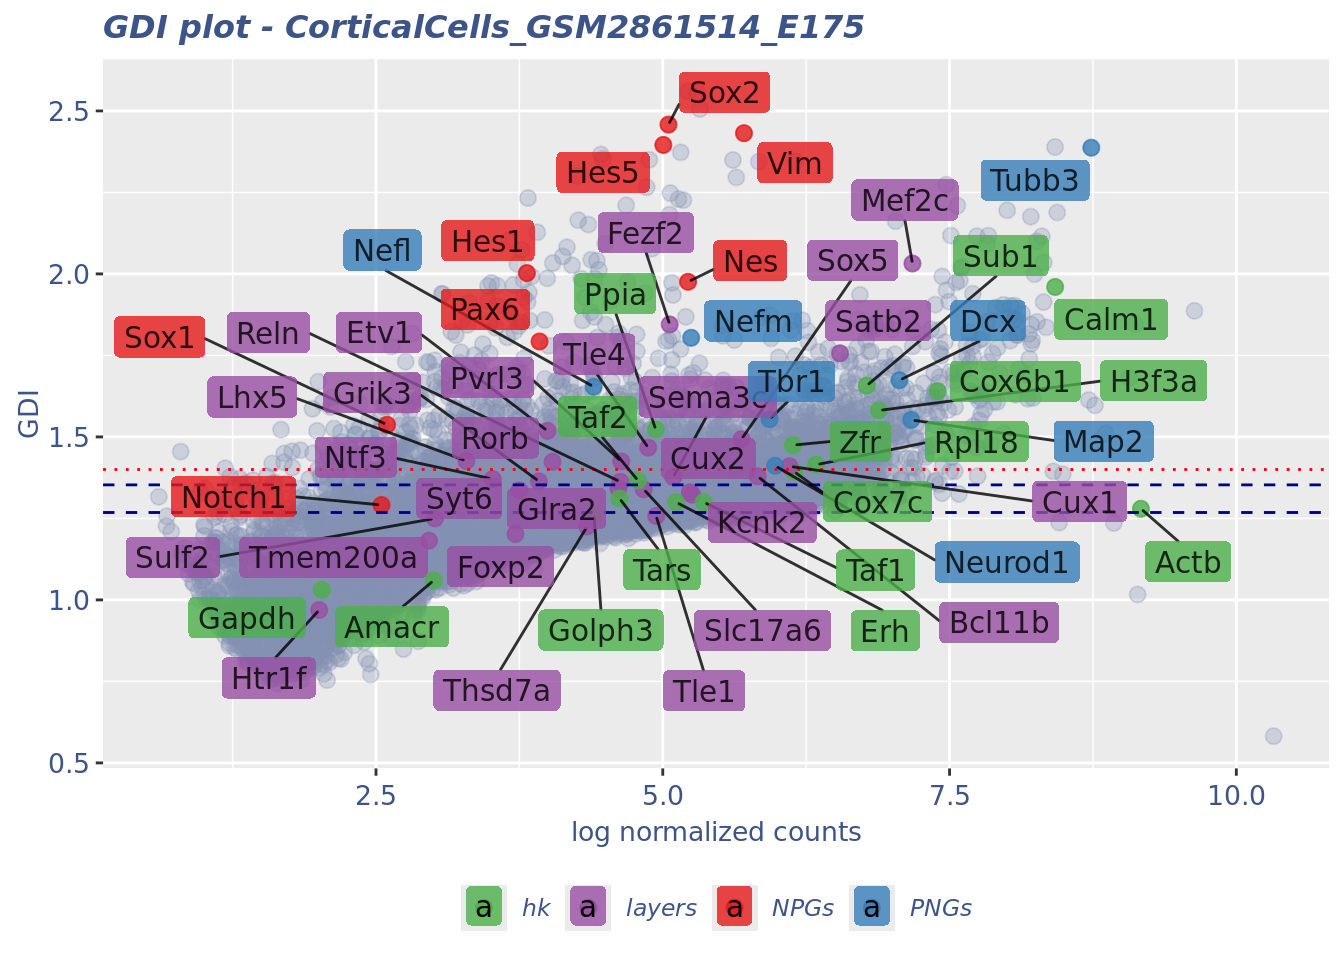 GDI plot - CorticalCells_GSM2861514_E175
Sox2
Vim
Hes5
Tubb3
Mef2c
Fezf2
Hes1
Nefl
Nes
Sox5
Sub1
Ppia
Pax6
Nefm
Satb2
Dcx
Calm1
Sox1
Reln
Etv1
Tle4
Pvrl3
Tbr1
Cox6b1
H3f3a
Lhx5
Grik3
Sema3c
Taf2
Rorb
Zfr
Rpl18
Map2
Ntf3
Cux2
Notch1
Syt6
Glra2
Kcnk2
Cox7c
Cux1
Sulf2
Tmem200a
Foxp2
Tars
Taf1
Neurod1
Actb
Gapdh
Amacr
Golph3
Slc17a6
Erh
Bcl11b
Htr1f
Thsd7a
Tle1
GDI
2.5
2.0
1.5
1.0
0.5
2.5 5.0 7.5 10.0
log normalized counts
a hk a layers a NPGs a PNGs